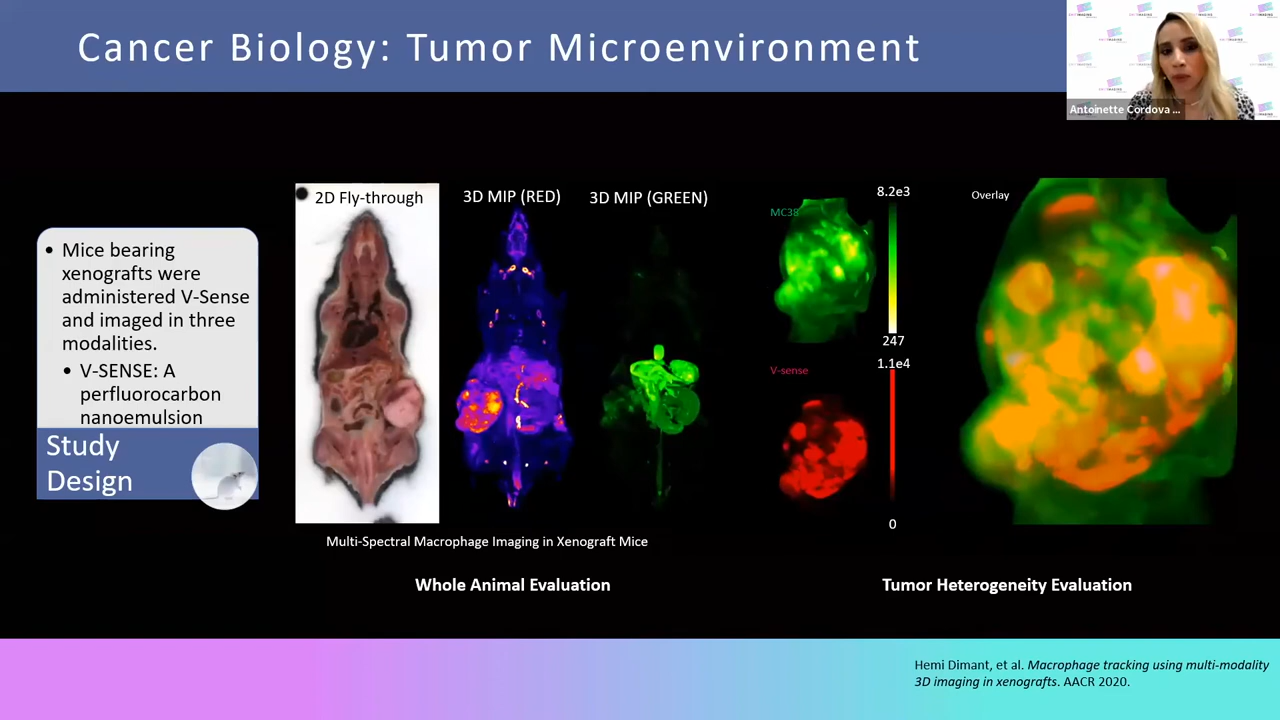 Cancer Biology: Tumor Microenvironment
Antoinette Cordova ...
• Mice bearing
xenografts were
administered V-Sense
and imaged in three
modalities.
• V-SENSE: A
perfluorocarbon
nanoemulsion
Study
Design
2D Fly-through
3D MIP (RED)
3D MIP (GREEN)
Multi-Spectral Macrophage Imaging in Xenograft Mice
Whole Animal Evaluation
MC38
8.2e3
247
V-sense
1.1e4
0
Overlay
Tumor Heterogeneity Evaluation
Hemi Dimant, et al. Macrophage tracking using multi-modality
3D imaging in xenografts. AACR 2020.